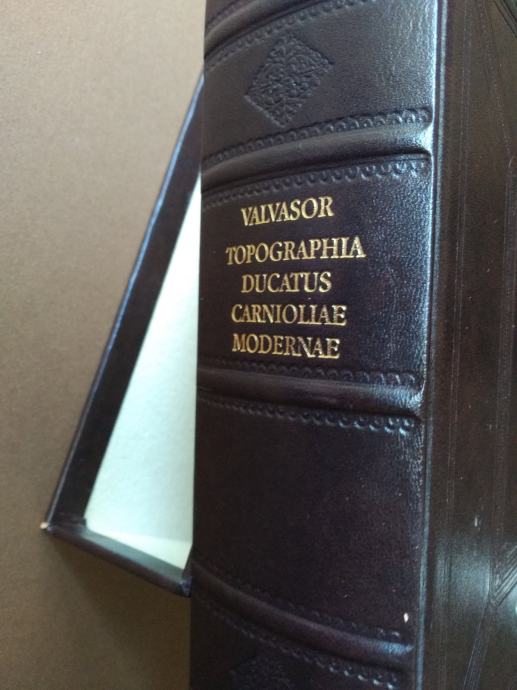 VALVASOR
TOPOGRAPHIA
DUCATUS
CARNIOLIAE
MODERNAE